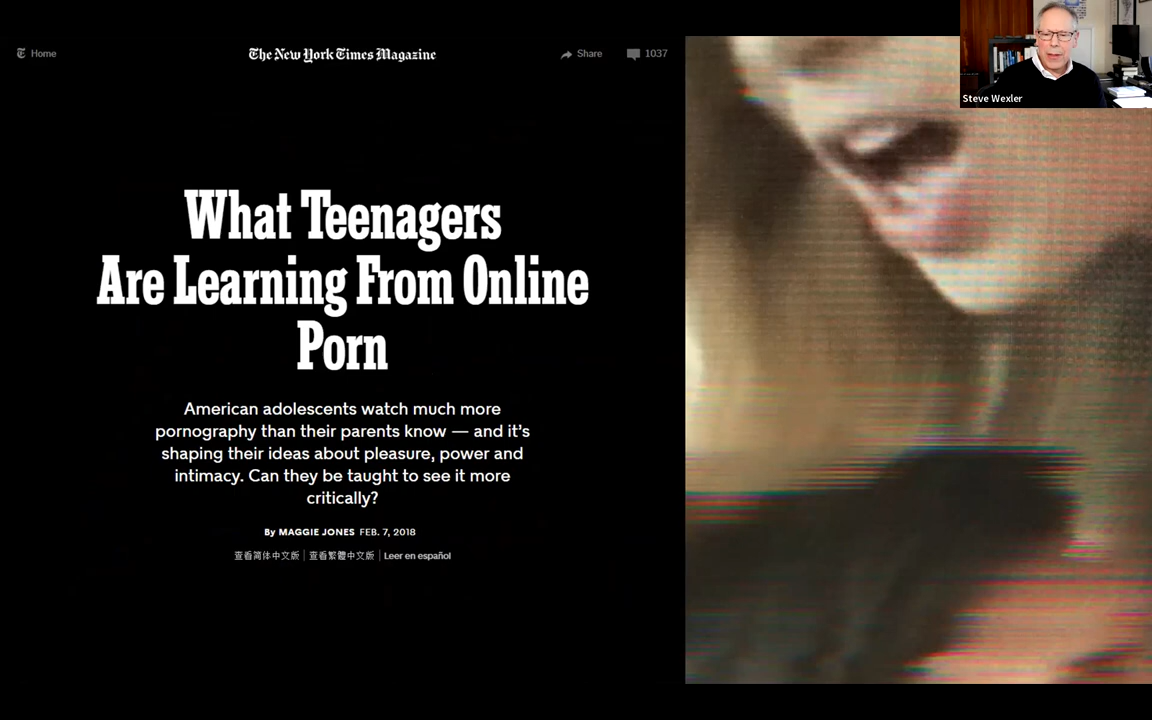 Home
The New York Times Magazine
Share
1037
Steve Wexler
What Teenagers
Are Learning From Online
Porn
American adolescents watch much more
pornography than their parents know — and it's
shaping their ideas about pleasure, power and
intimacy. Can they be taught to see it more
critically?
By MAGGIE JONES FEB. 7, 2018
查看简体中文版 | 查看繁體中文版 | Leer en español